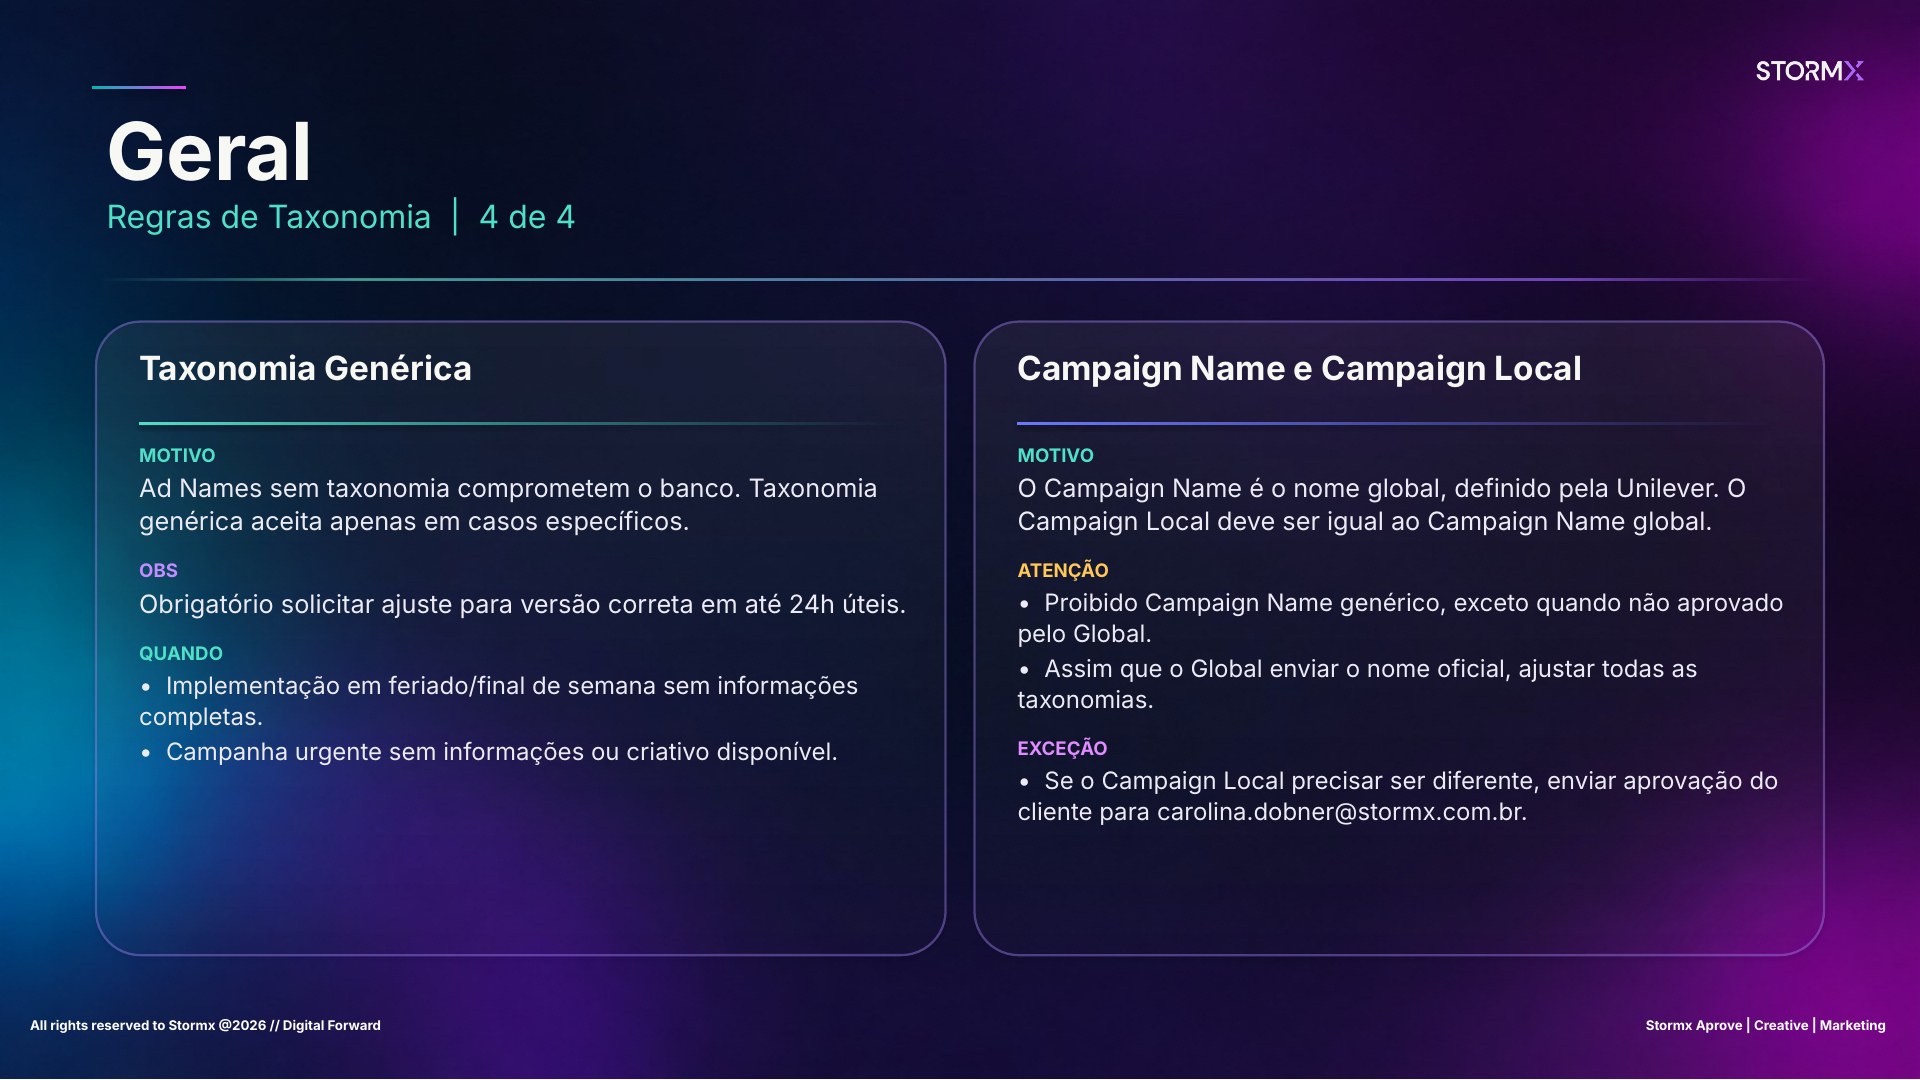 STORMX
Geral
Regras de Taxonomia | 4 de 4
Taxonomia Genérica
MOTIVO
Ad Names sem taxonomia comprometem o banco. Taxonomia
genérica aceita apenas em casos específicos.
OBS
Obrigatório solicitar ajuste para versão correta em até 24h úteis.
QUANDO
• Implementação em feriado/final de semana sem informações
completas.
• Campanha urgente sem informações ou criativo disponível.
Campaign Name e Campaign Local
MOTIVO
O Campaign Name é o nome global, definido pela Unilever. O
Campaign Local deve ser igual ao Campaign Name global.
ATENÇÃO
• Proibido Campaign Name genérico, exceto quando não aprovado
pelo Global.
• Assim que o Global enviar o nome oficial, ajustar todas as
taxonomias.
EXCEÇÃO
• Se o Campaign Local precisar ser diferente, enviar aprovação do
cliente para carolina.dobner@stormx.com.br.
All rights reserved to Stormx @2026 // Digital Forward
Stormx Aprove | Creative | Marketing